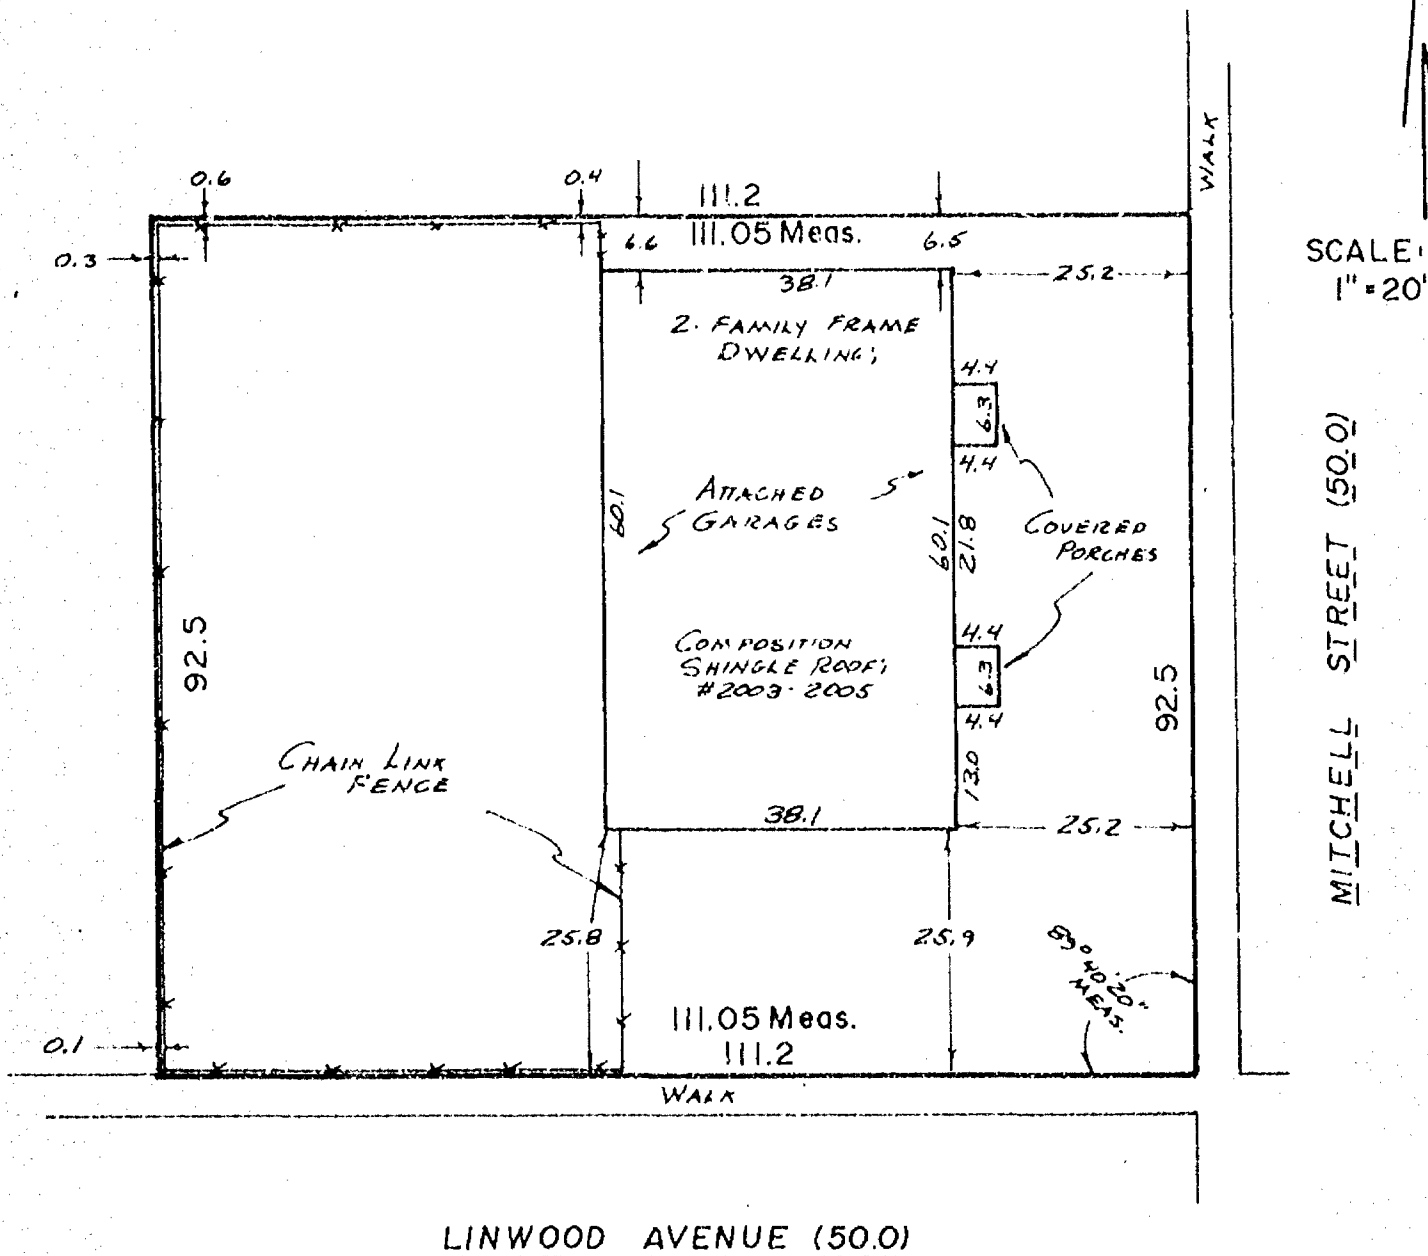 WALK
0.6
0.4
111.2
111.05 Meas.
6.6
6.5
0.3
38.1
25.2
SCALE:
1"=20'
2. FAMILY FRAME
DWELLING;
4.4
6.3
4.4
ATTACHED
GARAGES
60.1
60.1
21.8
COVERED
PORCHES
MITCHELL STREET (50.0)
COMPOSITION
SHINGLE ROOF;
#2003-2005
4.4
6.3
4.4
92.5
92.5
CHAIN LINK
FENCE
13.0
38.1
25.2
25.8
25.9
89°40'20"
MEAS.
111.05 Meas.
111.2
0.1
WALK
LINWOOD AVENUE (50.0)